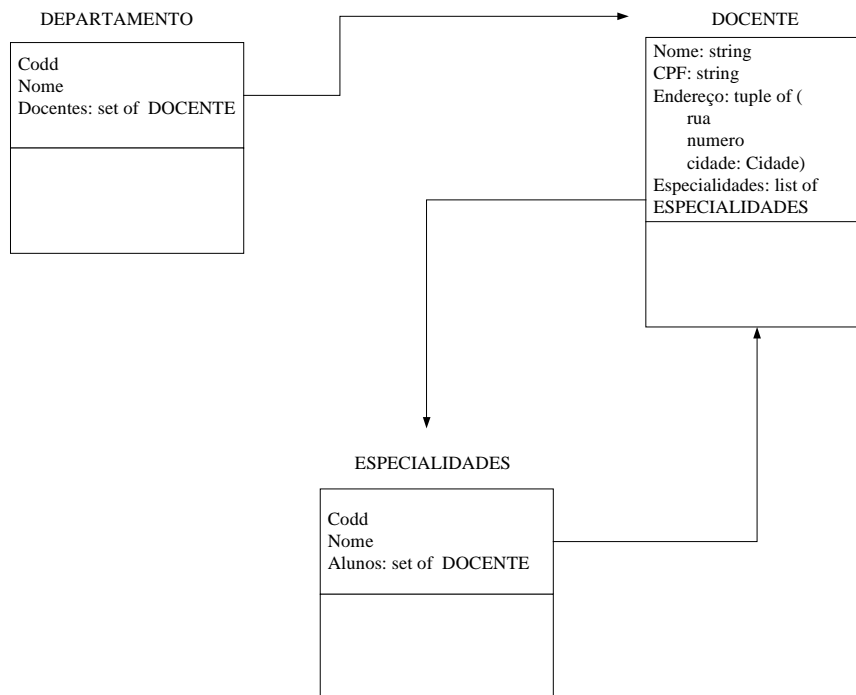 DEPARTAMENTO
Codd
Nome
Docentes: set of DOCENTE
DOCENTE
Nome: string
CPF: string
Endereço: tuple of (
rua
numero
cidade: Cidade)
Especialidades: list of
ESPECIALIDADES
ESPECIALIDADES
Codd
Nome
Alunos: set of DOCENTE